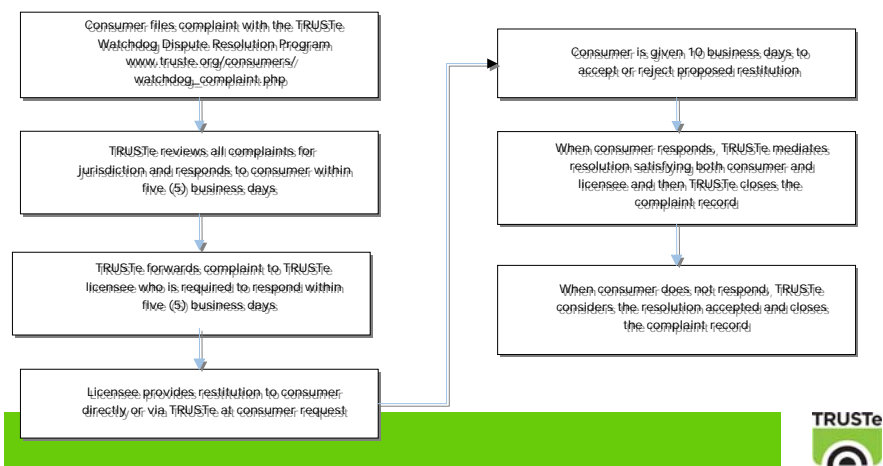 Consumer files complaint with the TRUSTe
Watchdog Dispute Resolution Program
www.truste.org/consumers/
watchdog_complaint.php
TRUSTe reviews all complaints for
jurisdiction and responds to consumer within
five (5) business days
TRUSTe forwards complaint to TRUSTe
licensee who is required to respond within
five (5) business days
Licensee provides restitution to consumer
directly or via TRUSTe at consumer request
Consumer is given 10 business days to
accept or reject proposed restitution
When consumer responds, TRUSTe mediates
resolution satisfying both consumer and
licensee and then TRUSTe closes the
complaint record
When consumer does not respond, TRUSTe
considers the resolution accepted and closes
the complaint record
TRUSTe